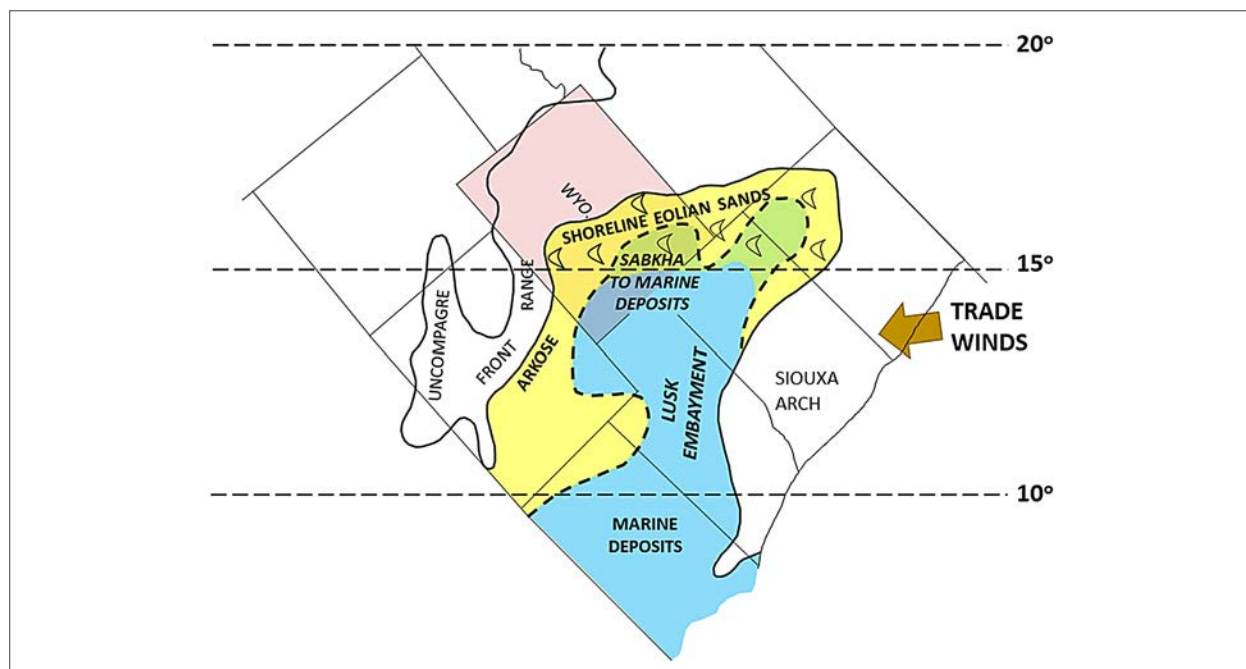 20°
WYO.
SHORELINE EOLIAN SANDS
SABKHA
TO MARINE
DEPOSITS
15°
RANGE
TRADE
WINDS
UNCOMPAGRE
FRONT
ARKOSE
LUSK
EMBAYMENT
SIOUXA
ARCH
10°
MARINE
DEPOSITS